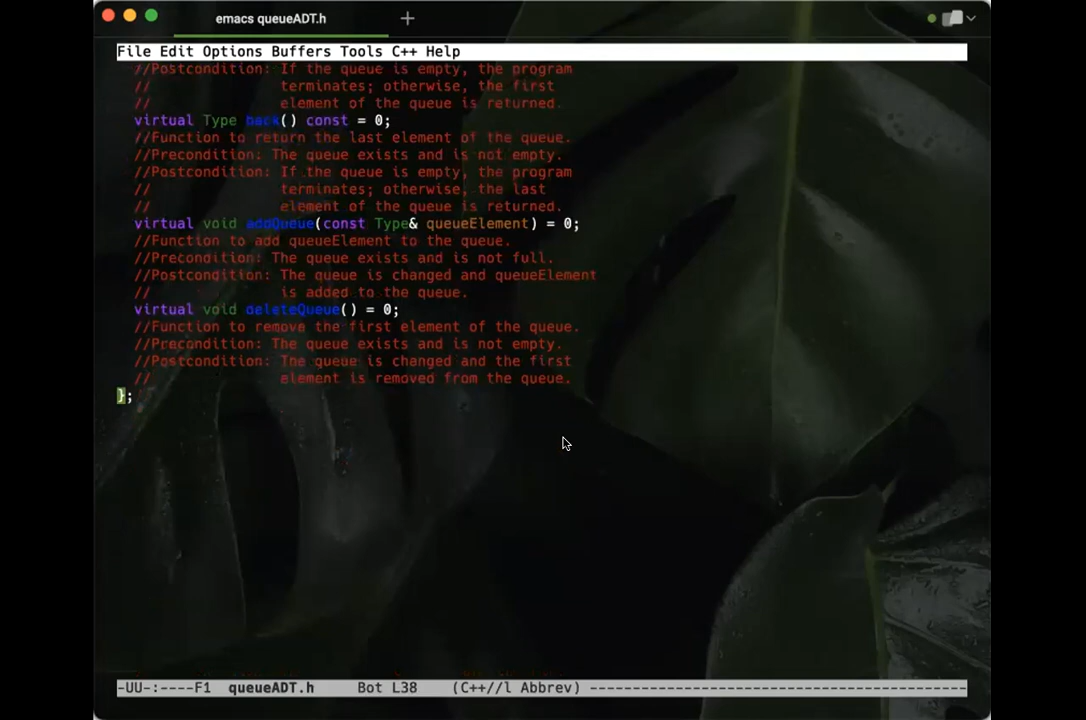 emacs queueADT.h
File Edit Options Buffers Tools C++ Help
//Postcondition: If the queue is empty, the program
// terminates; otherwise, the first
// element of the queue is returned.
virtual Type back() const = 0;
//Function to return the last element of the queue.
//Precondition: The queue exists and is not empty.
//Postcondition: If the queue is empty, the program
// terminates; otherwise, the last
// element of the queue is returned.
virtual void addQueue(const Type& queueElement) = 0;
//Function to add queueElement to the queue.
//Precondition: The queue exists and is not full.
//Postcondition: The queue is changed and queueElement
// is added to the queue.
virtual void deleteQueue() = 0;
//Function to remove the first element of the queue.
//Precondition: The queue exists and is not empty.
//Postcondition: The queue is changed and the first
// element is removed from the queue.
};
-UU-:----F1 queueADT.h Bot L38 (C++//l Abbrev) --------------------------------------------